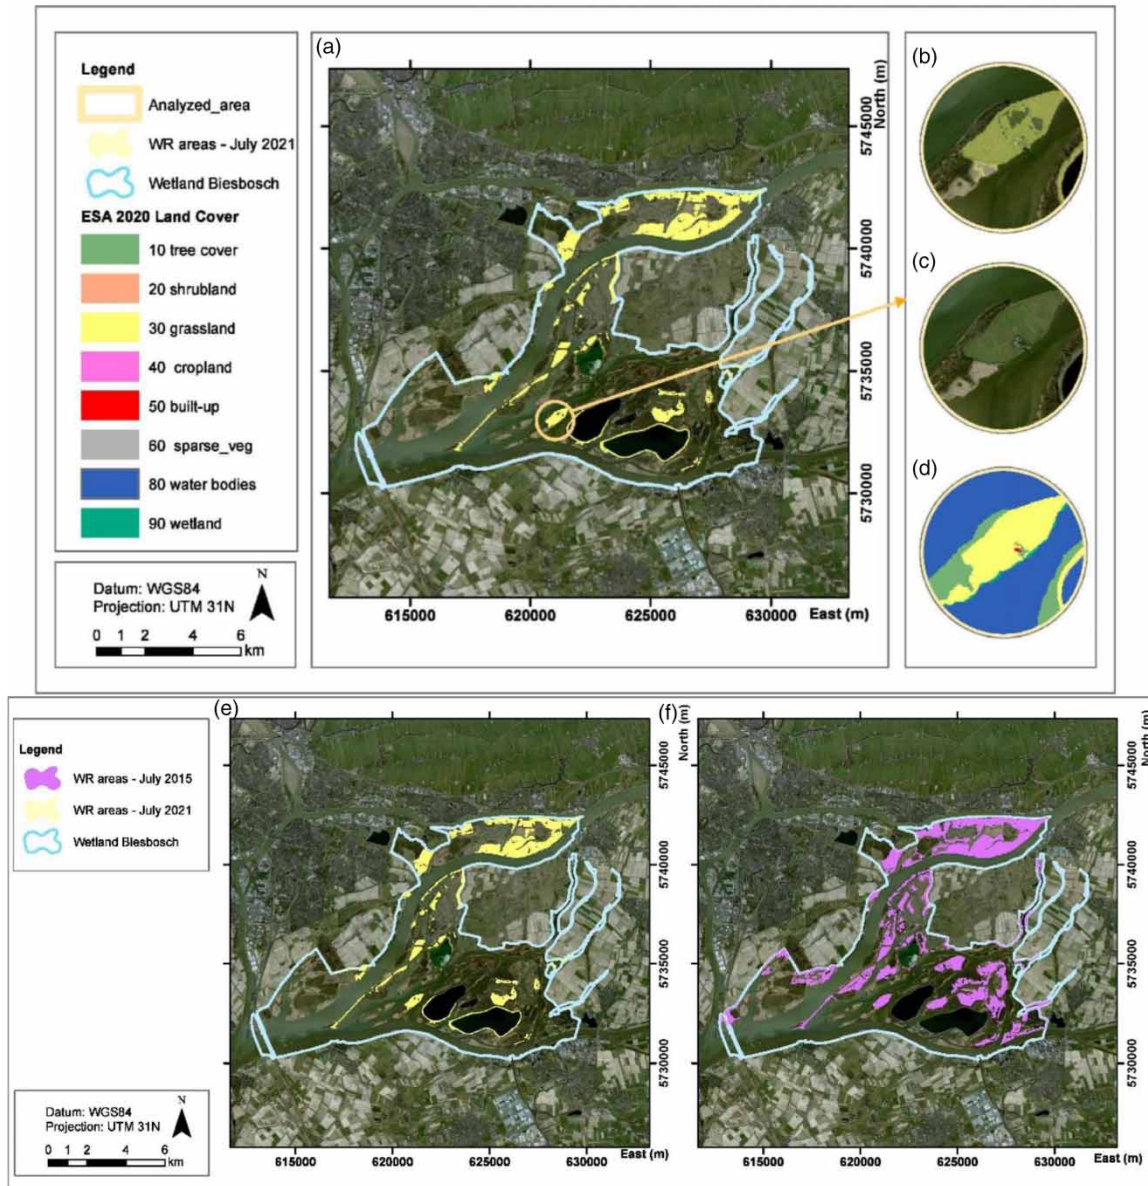 (a)
(b)
(c)
(d)
Legend
Analyzed_area
WR areas - July 2021
Wetland Biesbosch
ESA 2020 Land Cover
10 tree cover
20 shrubland
30 grassland
40 cropland
50 built-up
60 sparse_veg
80 water bodies
90 wetland
Datum: WGS84
Projection: UTM 31N
N
0 1 2 4 6
km
North (m)
5745000
5740000
5735000
5730000
615000 620000 625000 630000
East (m)
(e)
(f)
Legend
WR areas - July 2015
WR areas - July 2021
Wetland Biesbosch
Datum: WGS84
Projection: UTM 31N
N
0 1 2 4 6
km
North (m)
5745000
5740000
5735000
5730000
615000 620000 625000 630000
East (m)
North (m)
5745000
5740000
5735000
5730000
615000 620000 625000 630000
East (m)